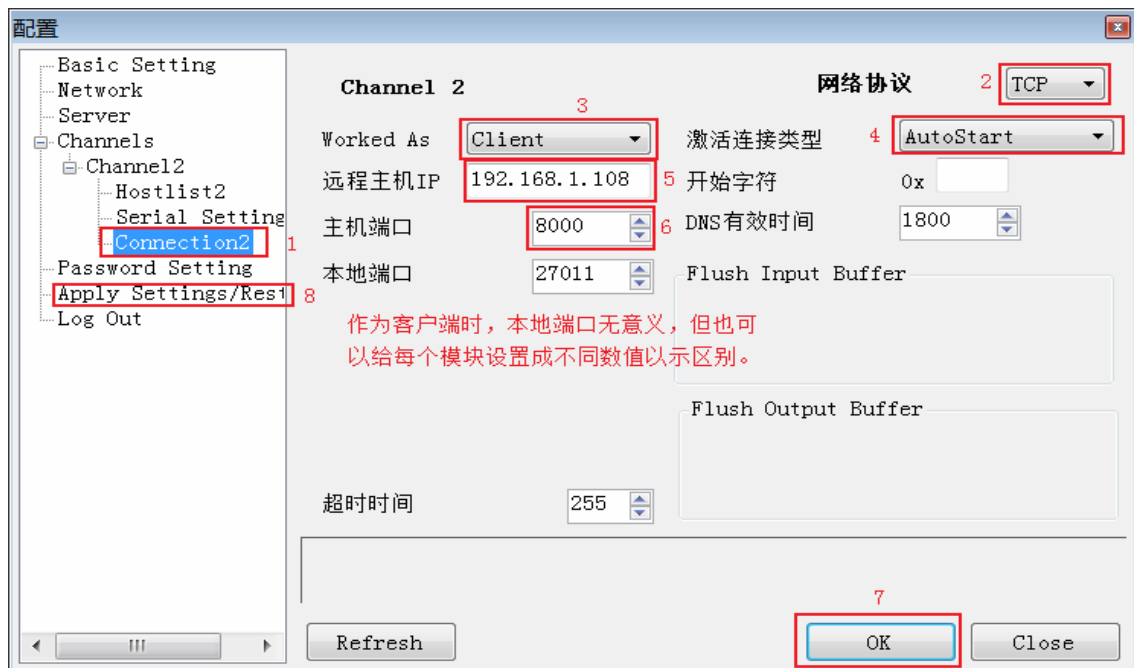 配置
Basic Setting
Network
Server
Channels
Channel2
Hostlist2
Serial Setting
Connection2
1
Password Setting
Apply Settings/Rest
8
Log Out
Channel 2
网络协议
2
TCP
3
Worked As
Client
激活连接类型
4
AutoStart
远程主机IP
192.168.1.108
5
开始字符
0x
主机端口
8000
6
DNS有效时间
1800
本地端口
27011
Flush Input Buffer
作为客户端时，本地端口无意义，但也可
以给每个模块设置成不同数值以示区别。
Flush Output Buffer
超时时间
255
7
Refresh
OK
Close